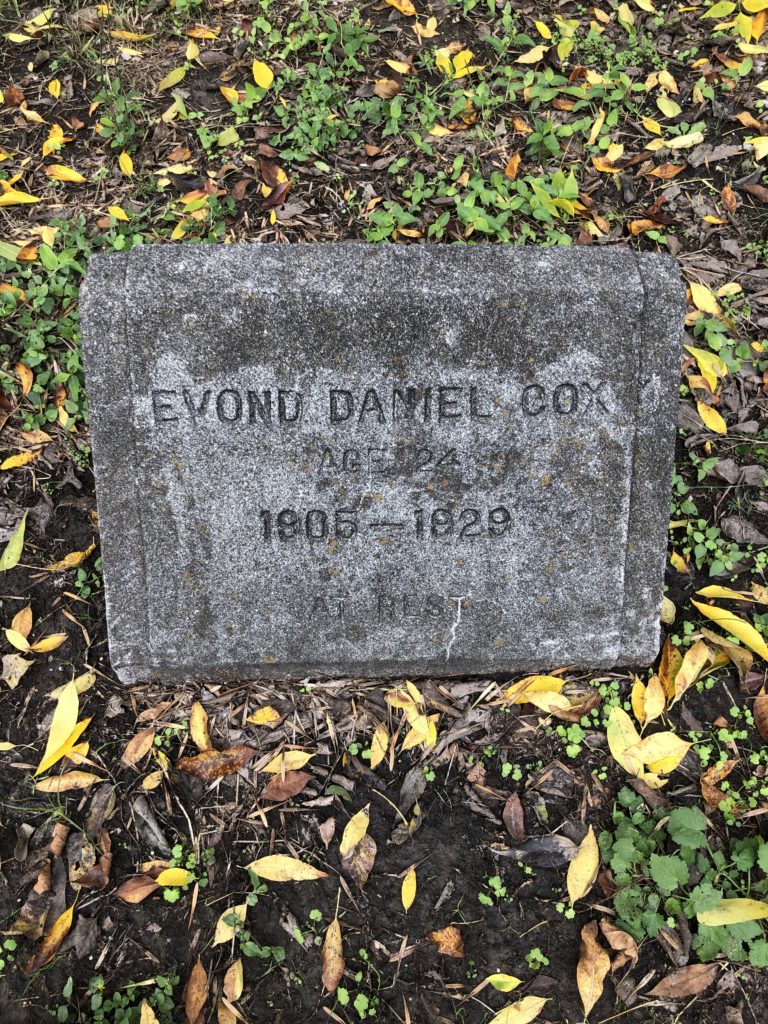 EVOND DANIEL COX
AGE 24
1905 — 1929
AT REST